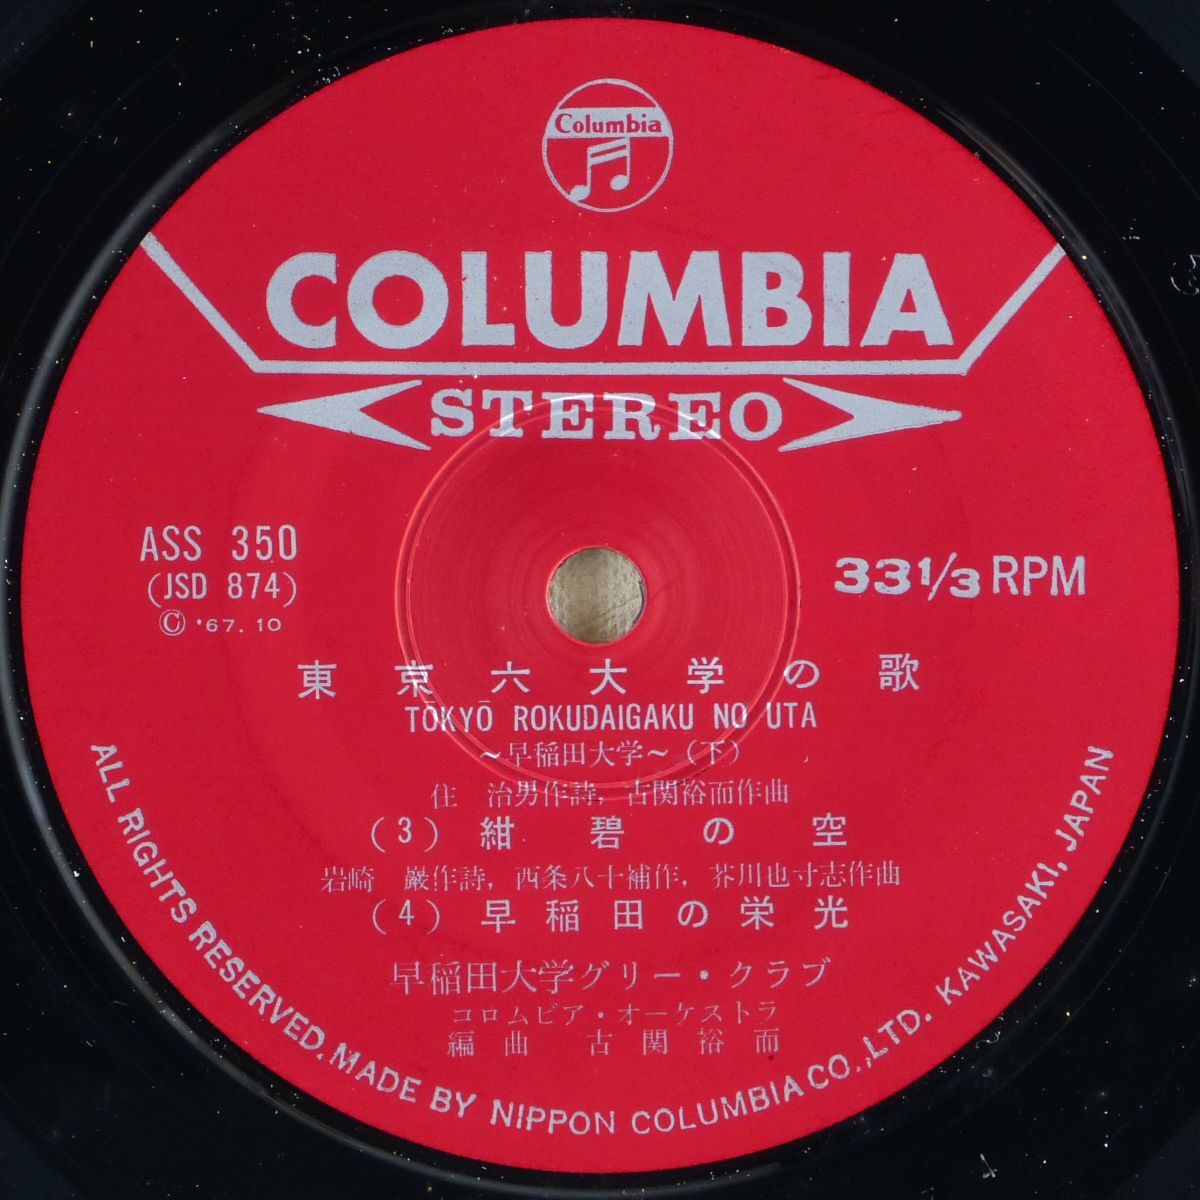 Columbia
COLUMBIA
STEREO
ASS 350
(JSD 874)
Ⓒ '67. 10
33 1/3 RPM
東京六大学の歌
TŌKYŌ ROKUDAIGAKU NO UTA
～早稲田大学～（下）
住 治男作詩, 古関裕而作曲
(3) 紺碧の空
岩崎 巖作詩, 西条八十補作, 芥川也寸志作曲
(4) 早稲田の栄光
早稲田大学グリー・クラブ
コロムビア・オーケストラ
編曲 古関裕而
ALL RIGHTS RESERVED. MADE BY NIPPON COLUMBIA CO., LTD. KAWASAKI, JAPAN